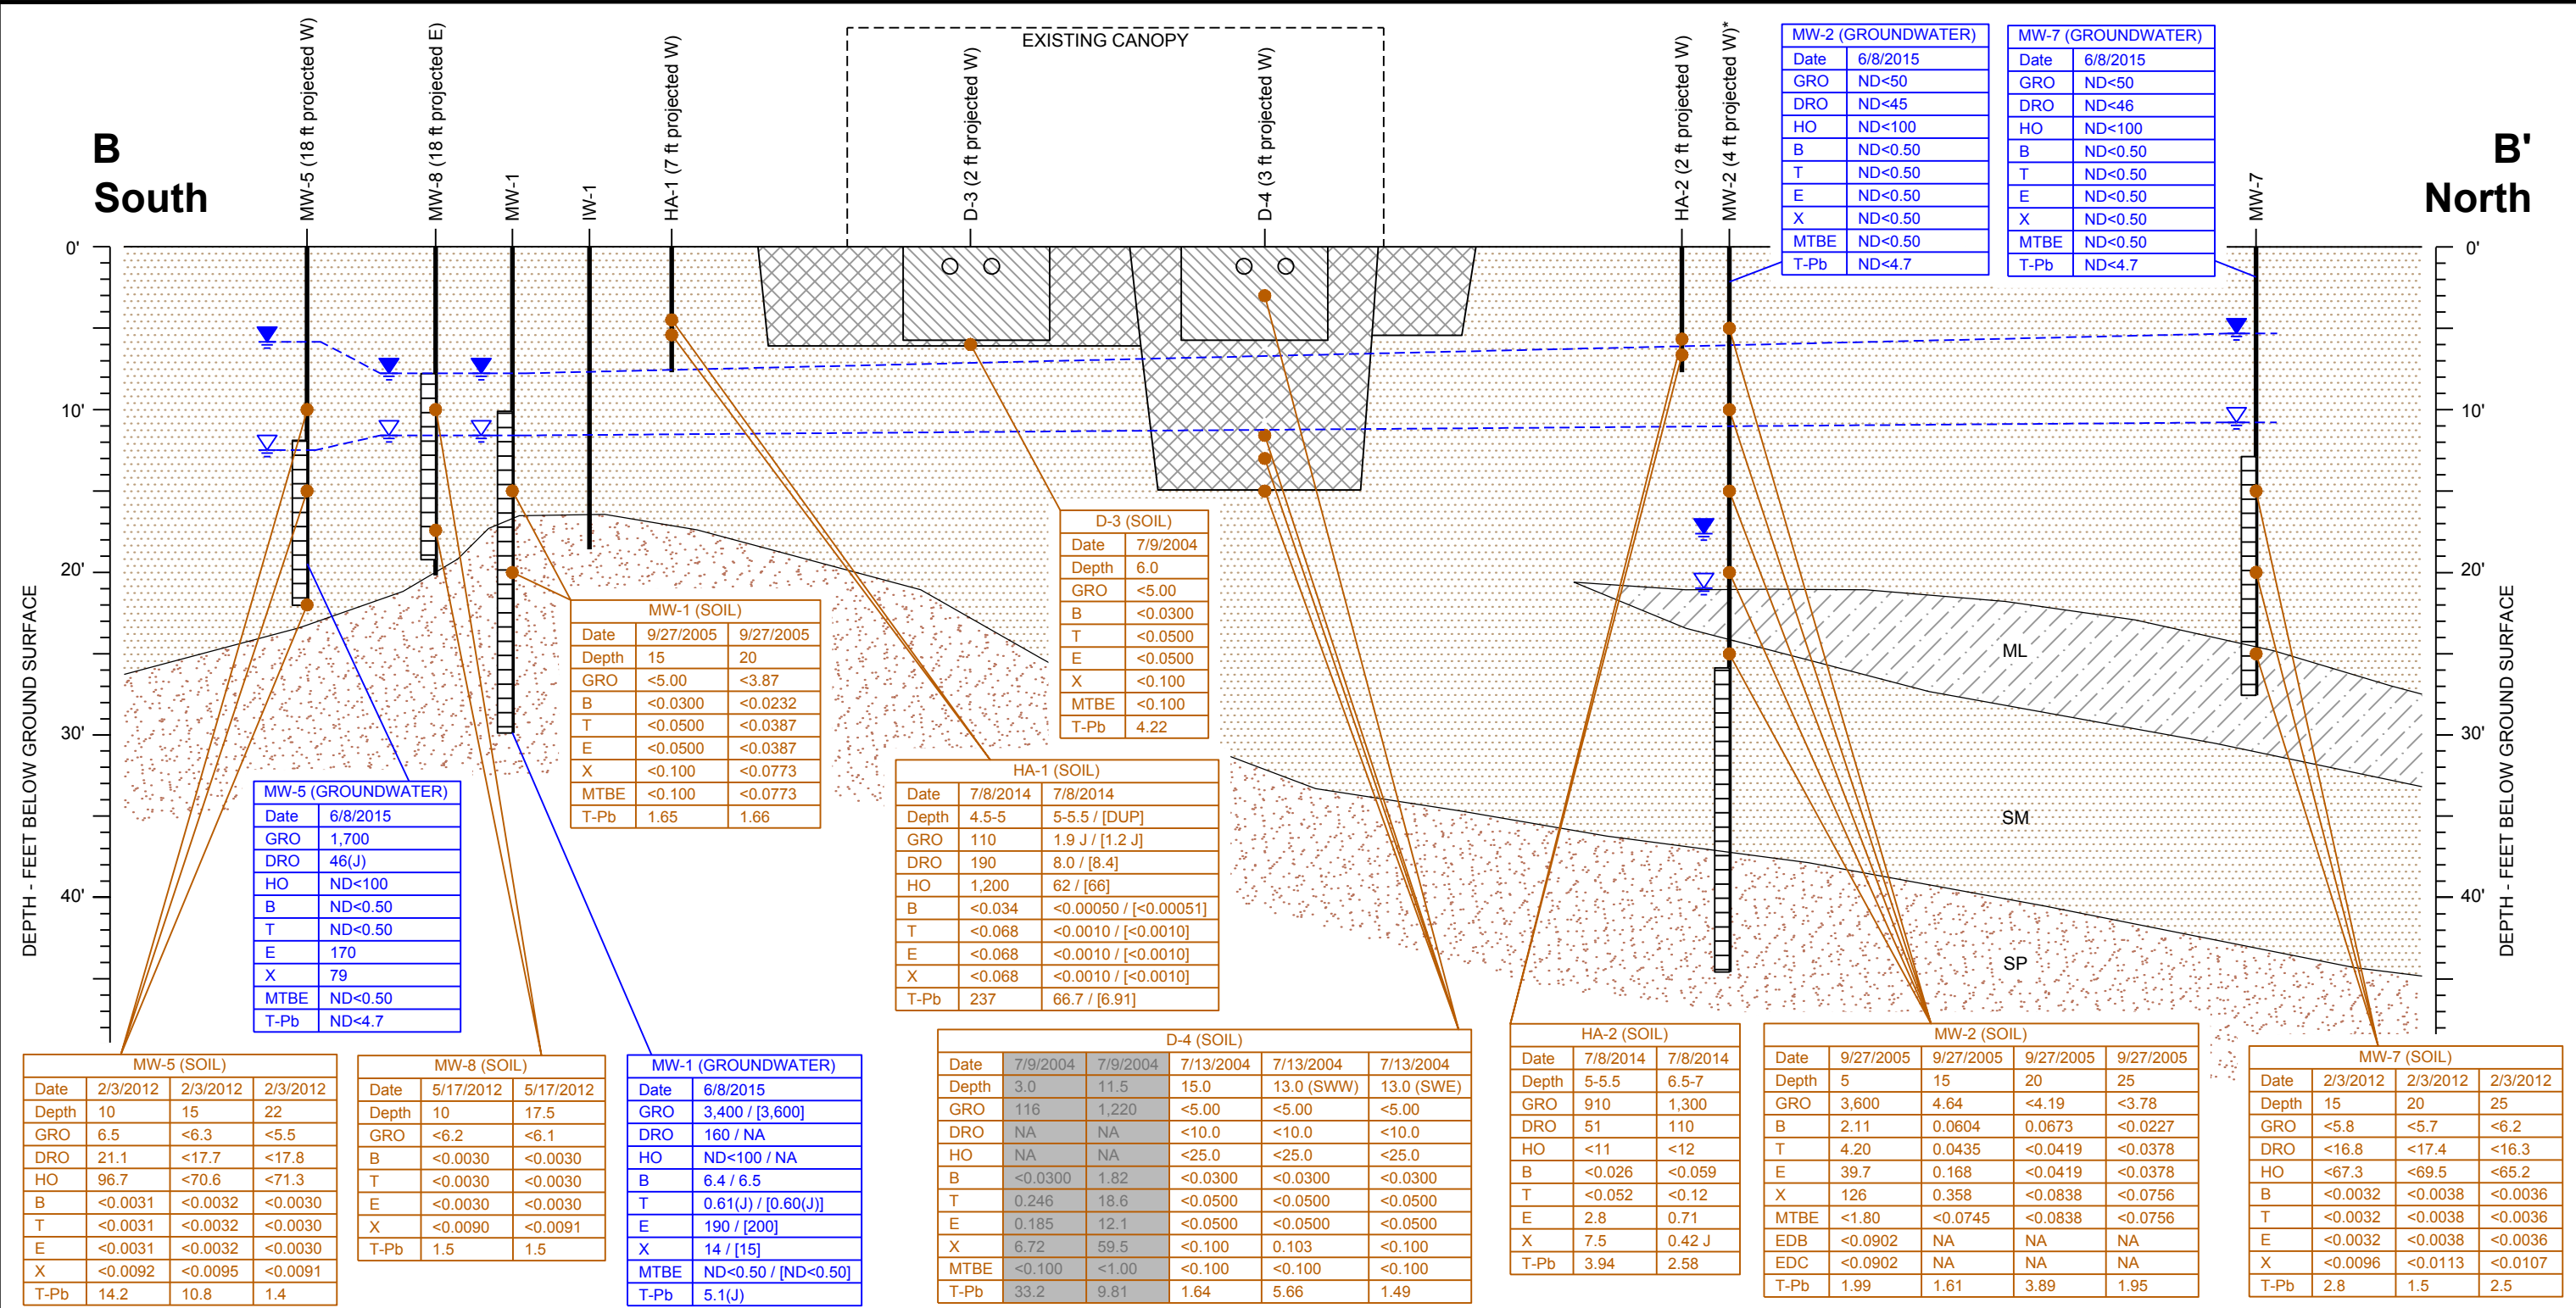 B
South
B'
North
MW-5 (18 ft projected W)
MW-8 (18 ft projected E)
MW-1
IW-1
HA-1 (7 ft projected W)
EXISTING CANOPY
D-3 (2 ft projected W)
D-4 (3 ft projected W)
HA-2 (2 ft projected W)
MW-2 (4 ft projected W)*
MW-7
MW-2 (GROUNDWATER)
Date 6/8/2015
GRO ND<50
DRO ND<45
HO ND<100
B ND<0.50
T ND<0.50
E ND<0.50
X ND<0.50
MTBE ND<0.50
T-Pb ND<4.7
MW-7 (GROUNDWATER)
Date 6/8/2015
GRO ND<50
DRO ND<46
HO ND<100
B ND<0.50
T ND<0.50
E ND<0.50
X ND<0.50
MTBE ND<0.50
T-Pb ND<4.7
0'
10'
20'
30'
40'
DEPTH - FEET BELOW GROUND SURFACE
0'
10'
20'
30'
40'
DEPTH - FEET BELOW GROUND SURFACE
ML
SM
SP
D-3 (SOIL)
Date 7/9/2004
Depth 6.0
GRO <5.00
B <0.0300
T <0.0500
E <0.0500
X <0.100
MTBE <0.100
T-Pb 4.22
MW-1 (SOIL)
Date 9/27/2005 9/27/2005
Depth 15 20
GRO <5.00 <3.87
B <0.0300 <0.0232
T <0.0500 <0.0387
E <0.0500 <0.0387
X <0.100 <0.0773
MTBE <0.100 <0.0773
T-Pb 1.65 1.66
HA-1 (SOIL)
Date 7/8/2014 7/8/2014
Depth 4.5-5 5-5.5 / [DUP]
GRO 110 1.9 J / [1.2 J]
DRO 190 8.0 / [8.4]
HO 1,200 62 / [66]
B <0.034 <0.00050 / [<0.00051]
T <0.068 <0.0010 / [<0.0010]
E <0.068 <0.0010 / [<0.0010]
X <0.068 <0.0010 / [<0.0010]
T-Pb 237 66.7 / [6.91]
MW-5 (GROUNDWATER)
Date 6/8/2015
GRO 1,700
DRO 46(J)
HO ND<100
B ND<0.50
T ND<0.50
E 170
X 79
MTBE ND<0.50
T-Pb ND<4.7
MW-5 (SOIL)
Date 2/3/2012 2/3/2012 2/3/2012
Depth 10 15 22
GRO 6.5 <6.3 <5.5
DRO 21.1 <17.7 <17.8
HO 96.7 <70.6 <71.3
B <0.0031 <0.0032 <0.0030
T <0.0031 <0.0032 <0.0030
E <0.0031 <0.0032 <0.0030
X <0.0092 <0.0095 <0.0091
T-Pb 14.2 10.8 1.4
MW-8 (SOIL)
Date 5/17/2012 5/17/2012
Depth 10 17.5
GRO <6.2 <6.1
B <0.0030 <0.0030
T <0.0030 <0.0030
E <0.0030 <0.0030
X <0.0090 <0.0091
T-Pb 1.5 1.5
MW-1 (GROUNDWATER)
Date 6/8/2015
GRO 3,400 / [3,600]
DRO 160 / NA
HO ND<100 / NA
B 6.4 / 6.5
T 0.61(J) / [0.60(J)]
E 190 / [200]
X 14 / [15]
MTBE ND<0.50 / [ND<0.50]
T-Pb 5.1(J)
D-4 (SOIL)
Date 7/9/2004 7/9/2004 7/13/2004 7/13/2004 7/13/2004
Depth 3.0 11.5 15.0 13.0 (SWW) 13.0 (SWE)
GRO 116 1,220 <5.00 <5.00 <5.00
DRO NA NA <10.0 <10.0 <10.0
HO NA NA <25.0 <25.0 <25.0
B <0.0300 1.82 <0.0300 <0.0300 <0.0300
T 0.246 18.6 <0.0500 <0.0500 <0.0500
E 0.185 12.1 <0.0500 <0.0500 <0.0500
X 6.72 59.5 <0.100 0.103 <0.100
MTBE <0.100 <1.00 <0.100 <0.100 <0.100
T-Pb 33.2 9.81 1.64 5.66 1.49
HA-2 (SOIL)
Date 7/8/2014 7/8/2014
Depth 5-5.5 6.5-7
GRO 910 1,300
DRO 51 110
HO <11 <12
B <0.026 <0.059
T <0.052 <0.12
E 2.8 0.71
X 7.5 0.42 J
T-Pb 3.94 2.58
MW-2 (SOIL)
Date 9/27/2005 9/27/2005 9/27/2005 9/27/2005
Depth 5 15 20 25
GRO 3,600 4.64 <4.19 <3.78
B 2.11 0.0604 0.0673 <0.0227
T 4.20 0.0435 <0.0419 <0.0378
E 39.7 0.168 <0.0419 <0.0378
X 126 0.358 <0.0838 <0.0756
MTBE <1.80 <0.0745 <0.0838 <0.0756
EDB <0.0902 NA NA NA
EDC <0.0902 NA NA NA
T-Pb 1.99 1.61 3.89 1.95
MW-7 (SOIL)
Date 2/3/2012 2/3/2012 2/3/2012
Depth 15 20 25
GRO <5.8 <5.7 <6.2
DRO <16.8 <17.4 <16.3
HO <67.3 <69.5 <65.2
B <0.0032 <0.0038 <0.0036
T <0.0032 <0.0038 <0.0036
E <0.0032 <0.0038 <0.0036
X <0.0096 <0.0113 <0.0107
T-Pb 2.8 1.5 2.5